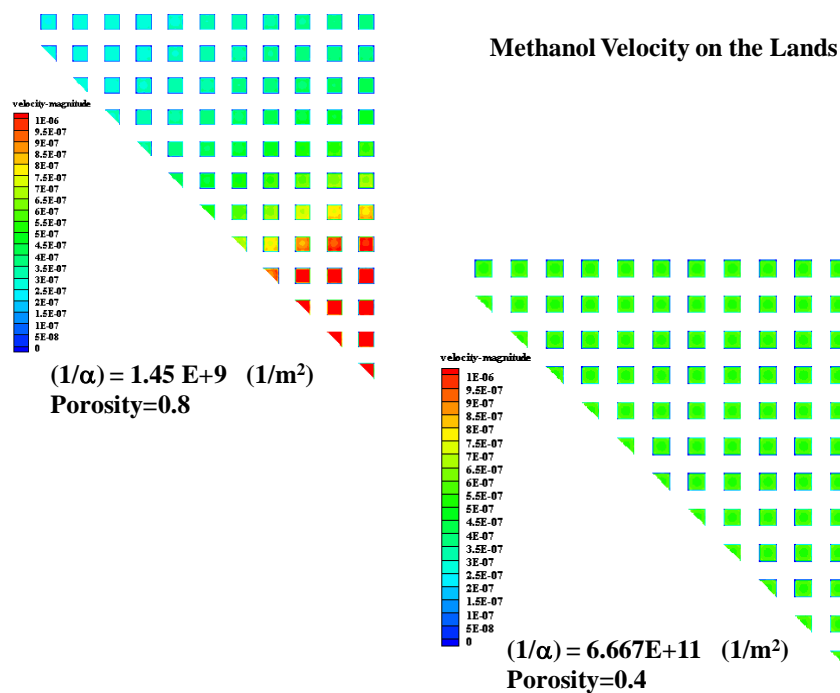 Methanol Velocity on the Lands
velocity-magnitude
1E-06
9.5E-07
9E-07
8.5E-07
8E-07
7.5E-07
7E-07
6.5E-07
6E-07
5.5E-07
5E-07
4.5E-07
4E-07
3.5E-07
3E-07
2.5E-07
2E-07
1.5E-07
1E-07
5E-08
0
(1/α) = 1.45 E+9 (1/m²)
Porosity=0.8
velocity-magnitude
1E-06
9.5E-07
9E-07
8.5E-07
8E-07
7.5E-07
7E-07
6.5E-07
6E-07
5.5E-07
5E-07
4.5E-07
4E-07
3.5E-07
3E-07
2.5E-07
2E-07
1.5E-07
1E-07
5E-08
0
(1/α) = 6.667E+11 (1/m²)
Porosity=0.4